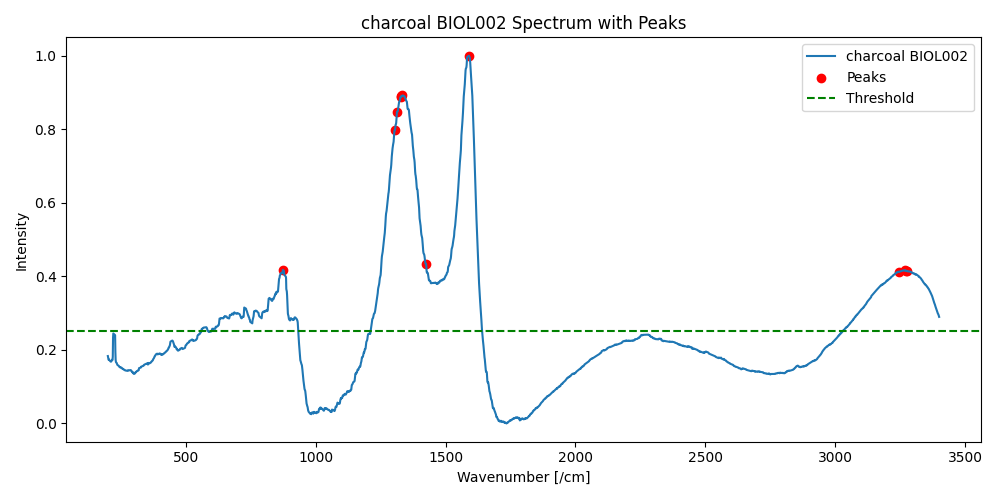 charcoal BIOL002 Spectrum with Peaks
charcoal BIOL002
Peaks
Threshold
Intensity
1.0
0.8
0.6
0.4
0.2
0.0
500 1000 1500 2000 2500 3000 3500
Wavenumber [/cm]